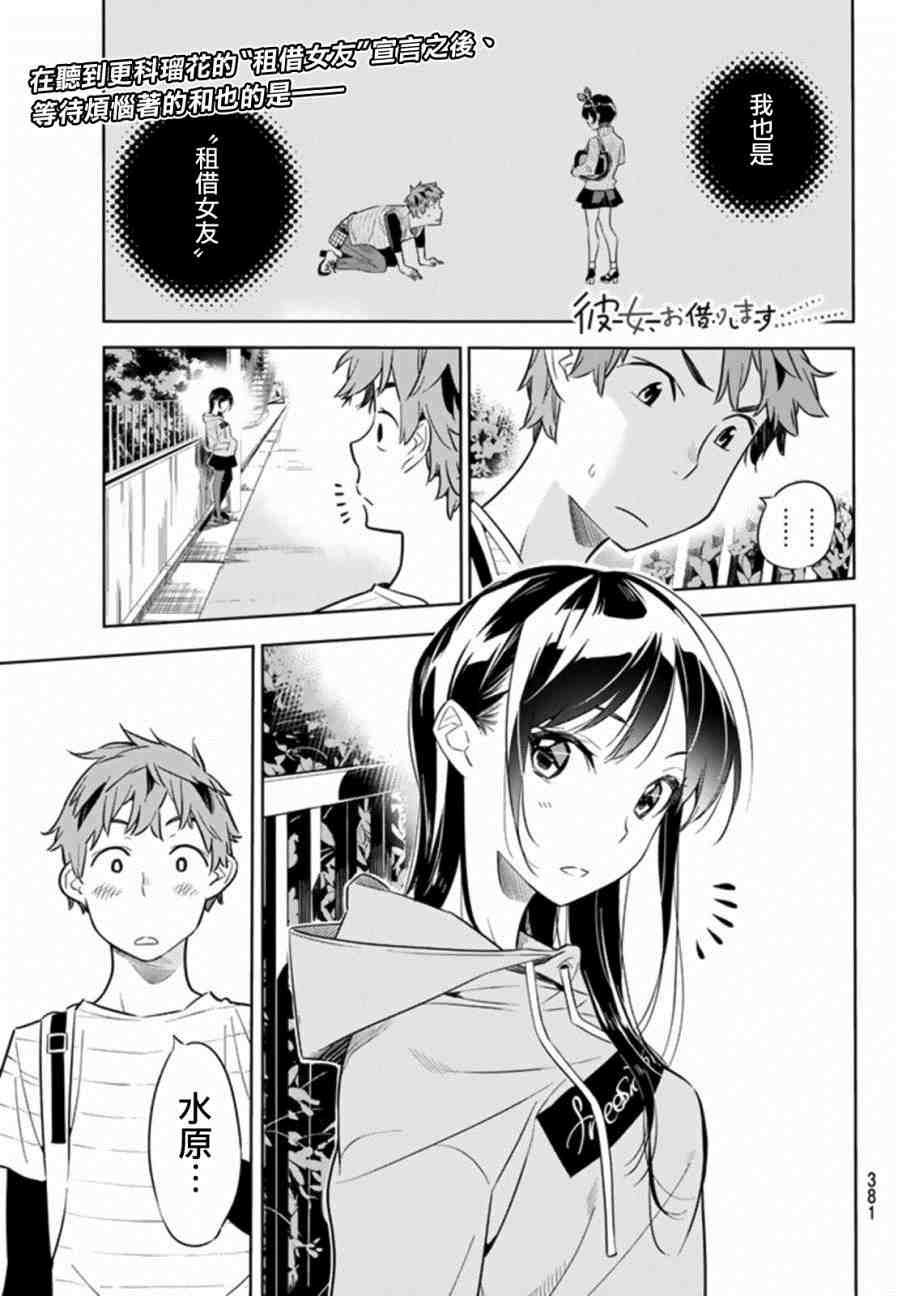 在聽到更科瑠花的“租借女友”宣言之後、
等待煩惱著的和也的是——
我也是
“租借女友”
彼女、お借りします………
……
水原…
381